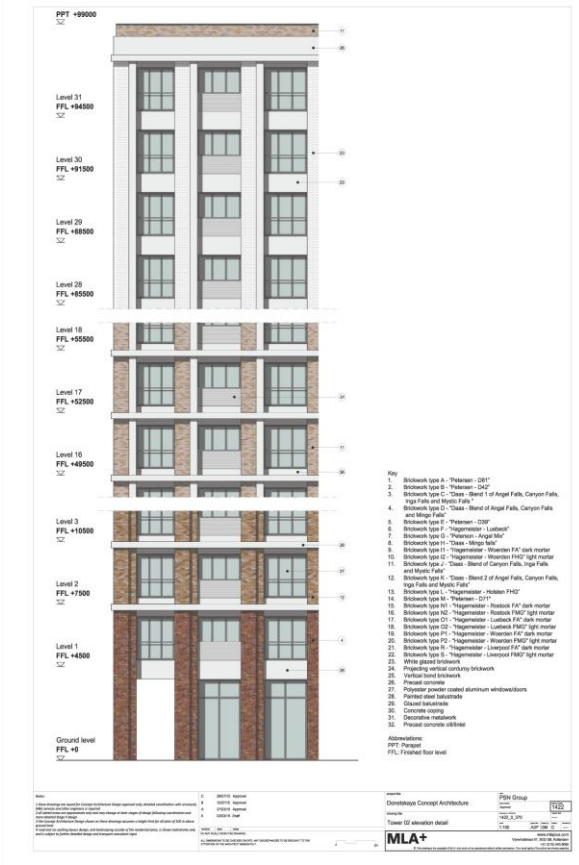 PPT +99000
Level 31
FFL +94500
Level 30
FFL +91500
Level 29
FFL +88500
Level 28
FFL +85500
Level 18
FFL +55500
Level 17
FFL +52500
Level 16
FFL +49500
Level 3
FFL +10500
Level 2
FFL +7500
Level 1
FFL +4500
Ground level
FFL +0
Key
1. Brickwork type A - "Petersen - D81"
2. Brickwork type B - "Petersen - D42"
3. Brickwork type C - "Daas - Blend 1 of Angel Falls, Canyon Falls,
Inga Falls and Mystic Falls "
4. Brickwork type D - "Daas - Blend of Angel Falls, Canyon Falls
and Mingo Falls"
5. Brickwork type E - "Petersen - D39"
6. Brickwork type F - "Hagemeister - Luebeck"
7. Brickwork type G - "Peterson - Angel Mix"
8. Brickwork type H - "Daas - Mingo falls"
9. Brickwork type I1 - "Hagemeister - Woerden FA" dark mortar
10. Brickwork type I2 - "Hagemeister - Woerden FHG" light mortar
11. Brickwork type J - "Daas - Blend of Canyon Falls, Inga Falls
and Mystic Falls"
12. Brickwork type K - "Daas - Blend 2 of Angel Falls, Canyon Falls,
Inga Falls and Mystic Falls"
13. Brickwork type L - "Hagemeister - Holsten FHG"
14. Brickwork type M - "Petersen - D71"
15. Brickwork type N1 - "Hagemeister - Rostock FA" dark mortar
16. Brickwork type N2 - "Hagemeister - Rostock FMG" light mortar
17. Brickwork type O1 - "Hagemeister - Luebeck FA" dark mortar
18. Brickwork type O2 - "Hagemeister - Luebeck FMG" light mortar
19. Brickwork type P1 - "Hagemeister - Woerden FA" dark mortar
20. Brickwork type P2 - "Hagemeister - Woerden FMG" light mortar
21. Brickwork type R - "Hagemeister - Liverpool FA" dark mortar
22. Brickwork type S - "Hagemeister - Liverpool FMG" light mortar
23. White glazed brickwork
24. Projecting vertical corduroy brickwork
25. Vertical bond brickwork
26. Precast concrete
27. Polyester powder coated aluminum windows/doors
28. Painted steel balustrade
29. Glazed balustrade
30. Concrete coping
31. Decorative metalwork
32. Precast concrete cill/lintel
Abbreviations:
PPT: Parapet
FFL: Finished floor level
Donetskaya Concept Architecture
PSN Group
1422
Tower 02 elevation detail
1422_3_370
1:100
MLA+